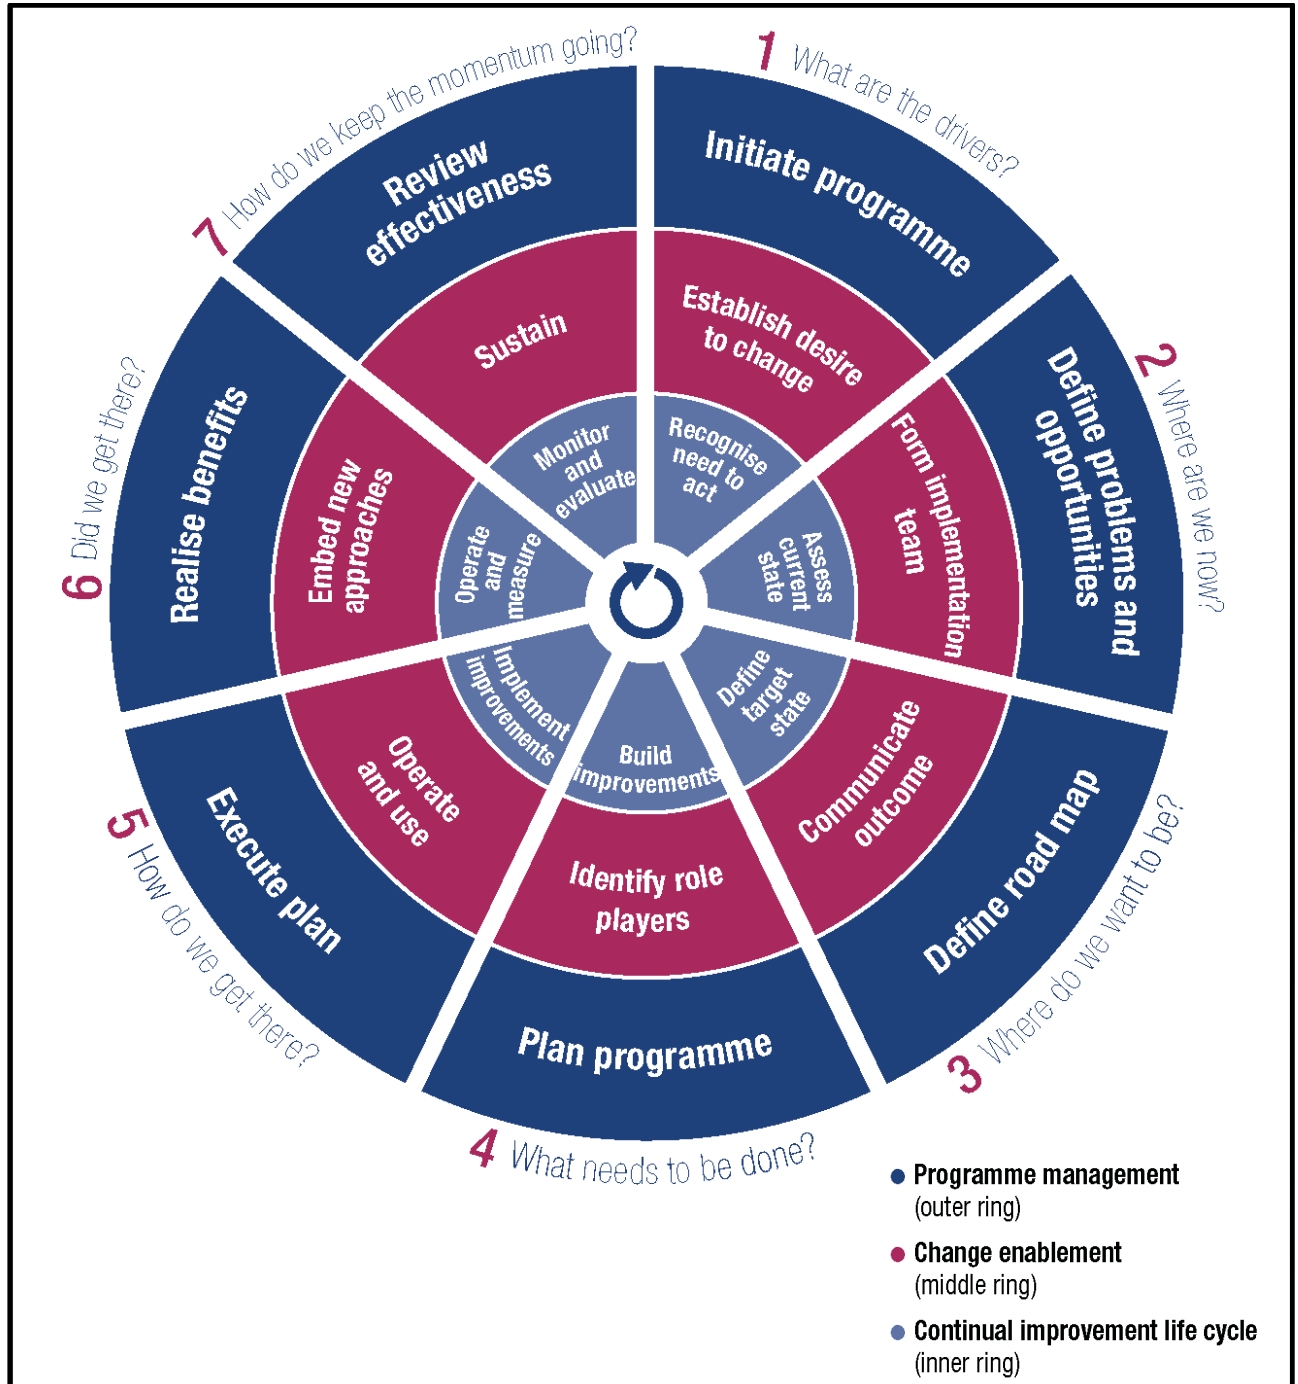 1 What are the drivers?
Initiate programme
Establish desire
to change
Recognise
need to
act
2 Where are we now?
Define problems and
opportunities
Form implementation
team
Assess
current
state
3 Where do we want to be?
Define road map
Communicate
outcome
Define
target
state
4 What needs to be done?
Plan programme
Identify role
players
Build
improvements
5 How do we get there?
Execute plan
Operate
and use
Implement
improvements
6 Did we get there?
Realise benefits
Embed new
approaches
Operate
and
measure
7 How do we keep the momentum going?
Review
effectiveness
Sustain
Monitor
and
evaluate
Programme management
(outer ring)
Change enablement
(middle ring)
Continual improvement life cycle
(inner ring)